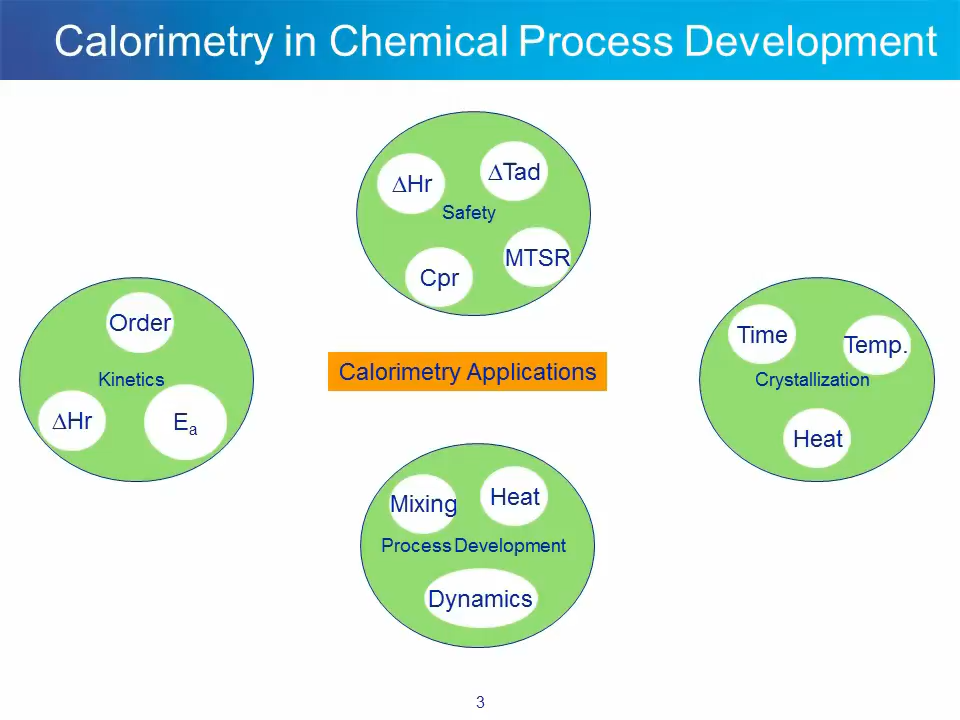 Calorimetry in Chemical Process Development
∆Hr
∆Tad
Safety
Cpr
MTSR
Order
Kinetics
∆Hr
Ea
Calorimetry Applications
Time
Temp.
Crystallization
Heat
Mixing
Heat
Process Development
Dynamics
3